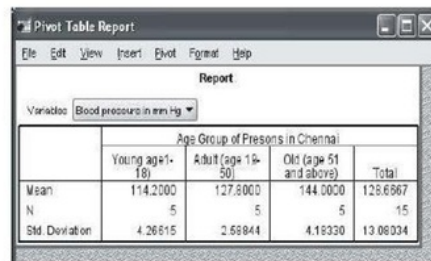 Pivot Table Report
File Edit View Insert Pivot Format Help
Report
Variables Blood pressure in mm Hg
Age Group of Presons in Chennai
Young age1-18) Adult (age 19-50) Old (age 51 and above) Total
Mean 114.2000 127.8000 144.0000 128.6667
N 5 5 5 15
Std. Deviation 4.26615 2.58844 4.18330 13.08034